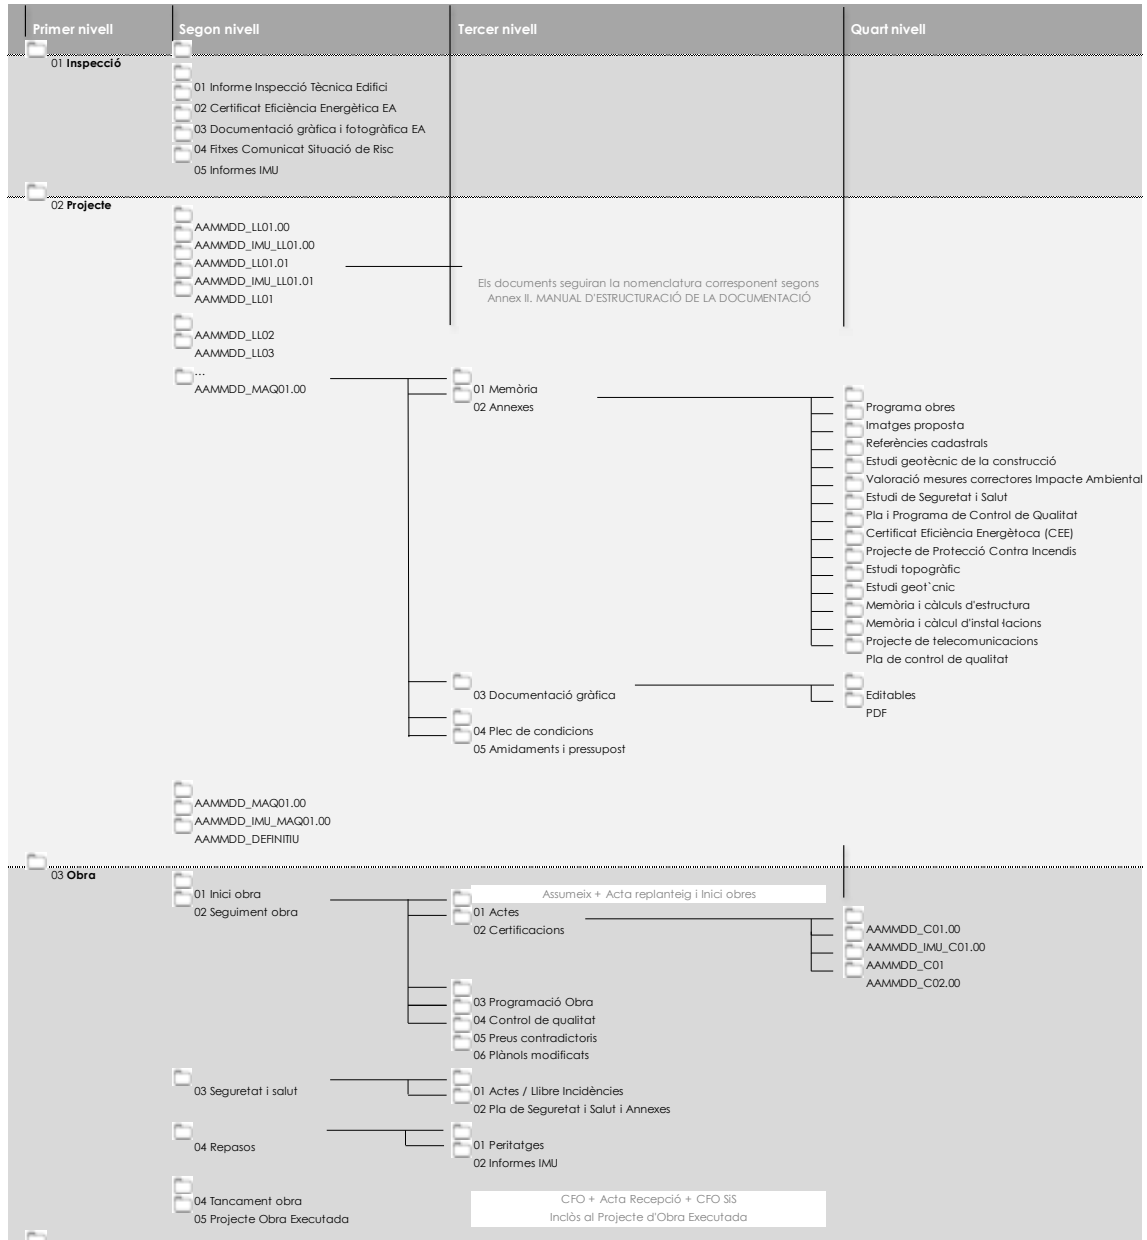 Primer nivell Segon nivell Tercer nivell Quart nivell
01 Inspecció
01 Informe Inspecció Tècnica Edifici
02 Certificat Eficiència Energètica EA
03 Documentació gràfica i fotogràfica EA
04 Fitxes Comunicat Situació de Risc
05 Informes IMU
02 Projecte
AAMMDD_LL01.00
AAMMDD_IMU_LL01.00
AAMMDD_LL01.01
AAMMDD_IMU_LL01.01
AAMMDD_LL01
Els documents seguiran la nomenclatura corresponent segons
Annex II. MANUAL D'ESTRUCTURACIÓ DE LA DOCUMENTACIÓ
AAMMDD_LL02
AAMMDD_LL03
...
AAMMDD_MAQ01.00
01 Memòria
02 Annexes
Programa obres
Imatges proposta
Referències cadastrals
Estudi geotècnic de la construcció
Valoració mesures correctores Impacte Ambiental
Estudi de Seguretat i Salut
Pla i Programa de Control de Qualitat
Certificat Eficiència Energètoca (CEE)
Projecte de Protecció Contra Incendis
Estudi topogràfic
Estudi geot`cnic
Memòria i càlculs d'estructura
Memòria i càlcul d'instal·lacions
Projecte de telecomunicacions
Pla de control de qualitat
03 Documentació gràfica
Editables
PDF
04 Plec de condicions
05 Amidaments i pressupost
AAMMDD_MAQ01.00
AAMMDD_IMU_MAQ01.00
AAMMDD_DEFINITIU
03 Obra
01 Inici obra
Assumeix + Acta replanteig i Inici obres
02 Seguiment obra
01 Actes
02 Certificacions
AAMMDD_C01.00
AAMMDD_IMU_C01.00
AAMMDD_C01
AAMMDD_C02.00
03 Programació Obra
04 Control de qualitat
05 Preus contradictoris
06 Plànols modificats
03 Seguretat i salut
01 Actes / Llibre Incidències
02 Pla de Seguretat i Salut i Annexes
04 Repasos
01 Peritatges
02 Informes IMU
04 Tancament obra
CFO + Acta Recepció + CFO SiS
05 Projecte Obra Executada
Inclòs al Projecte d'Obra Executada